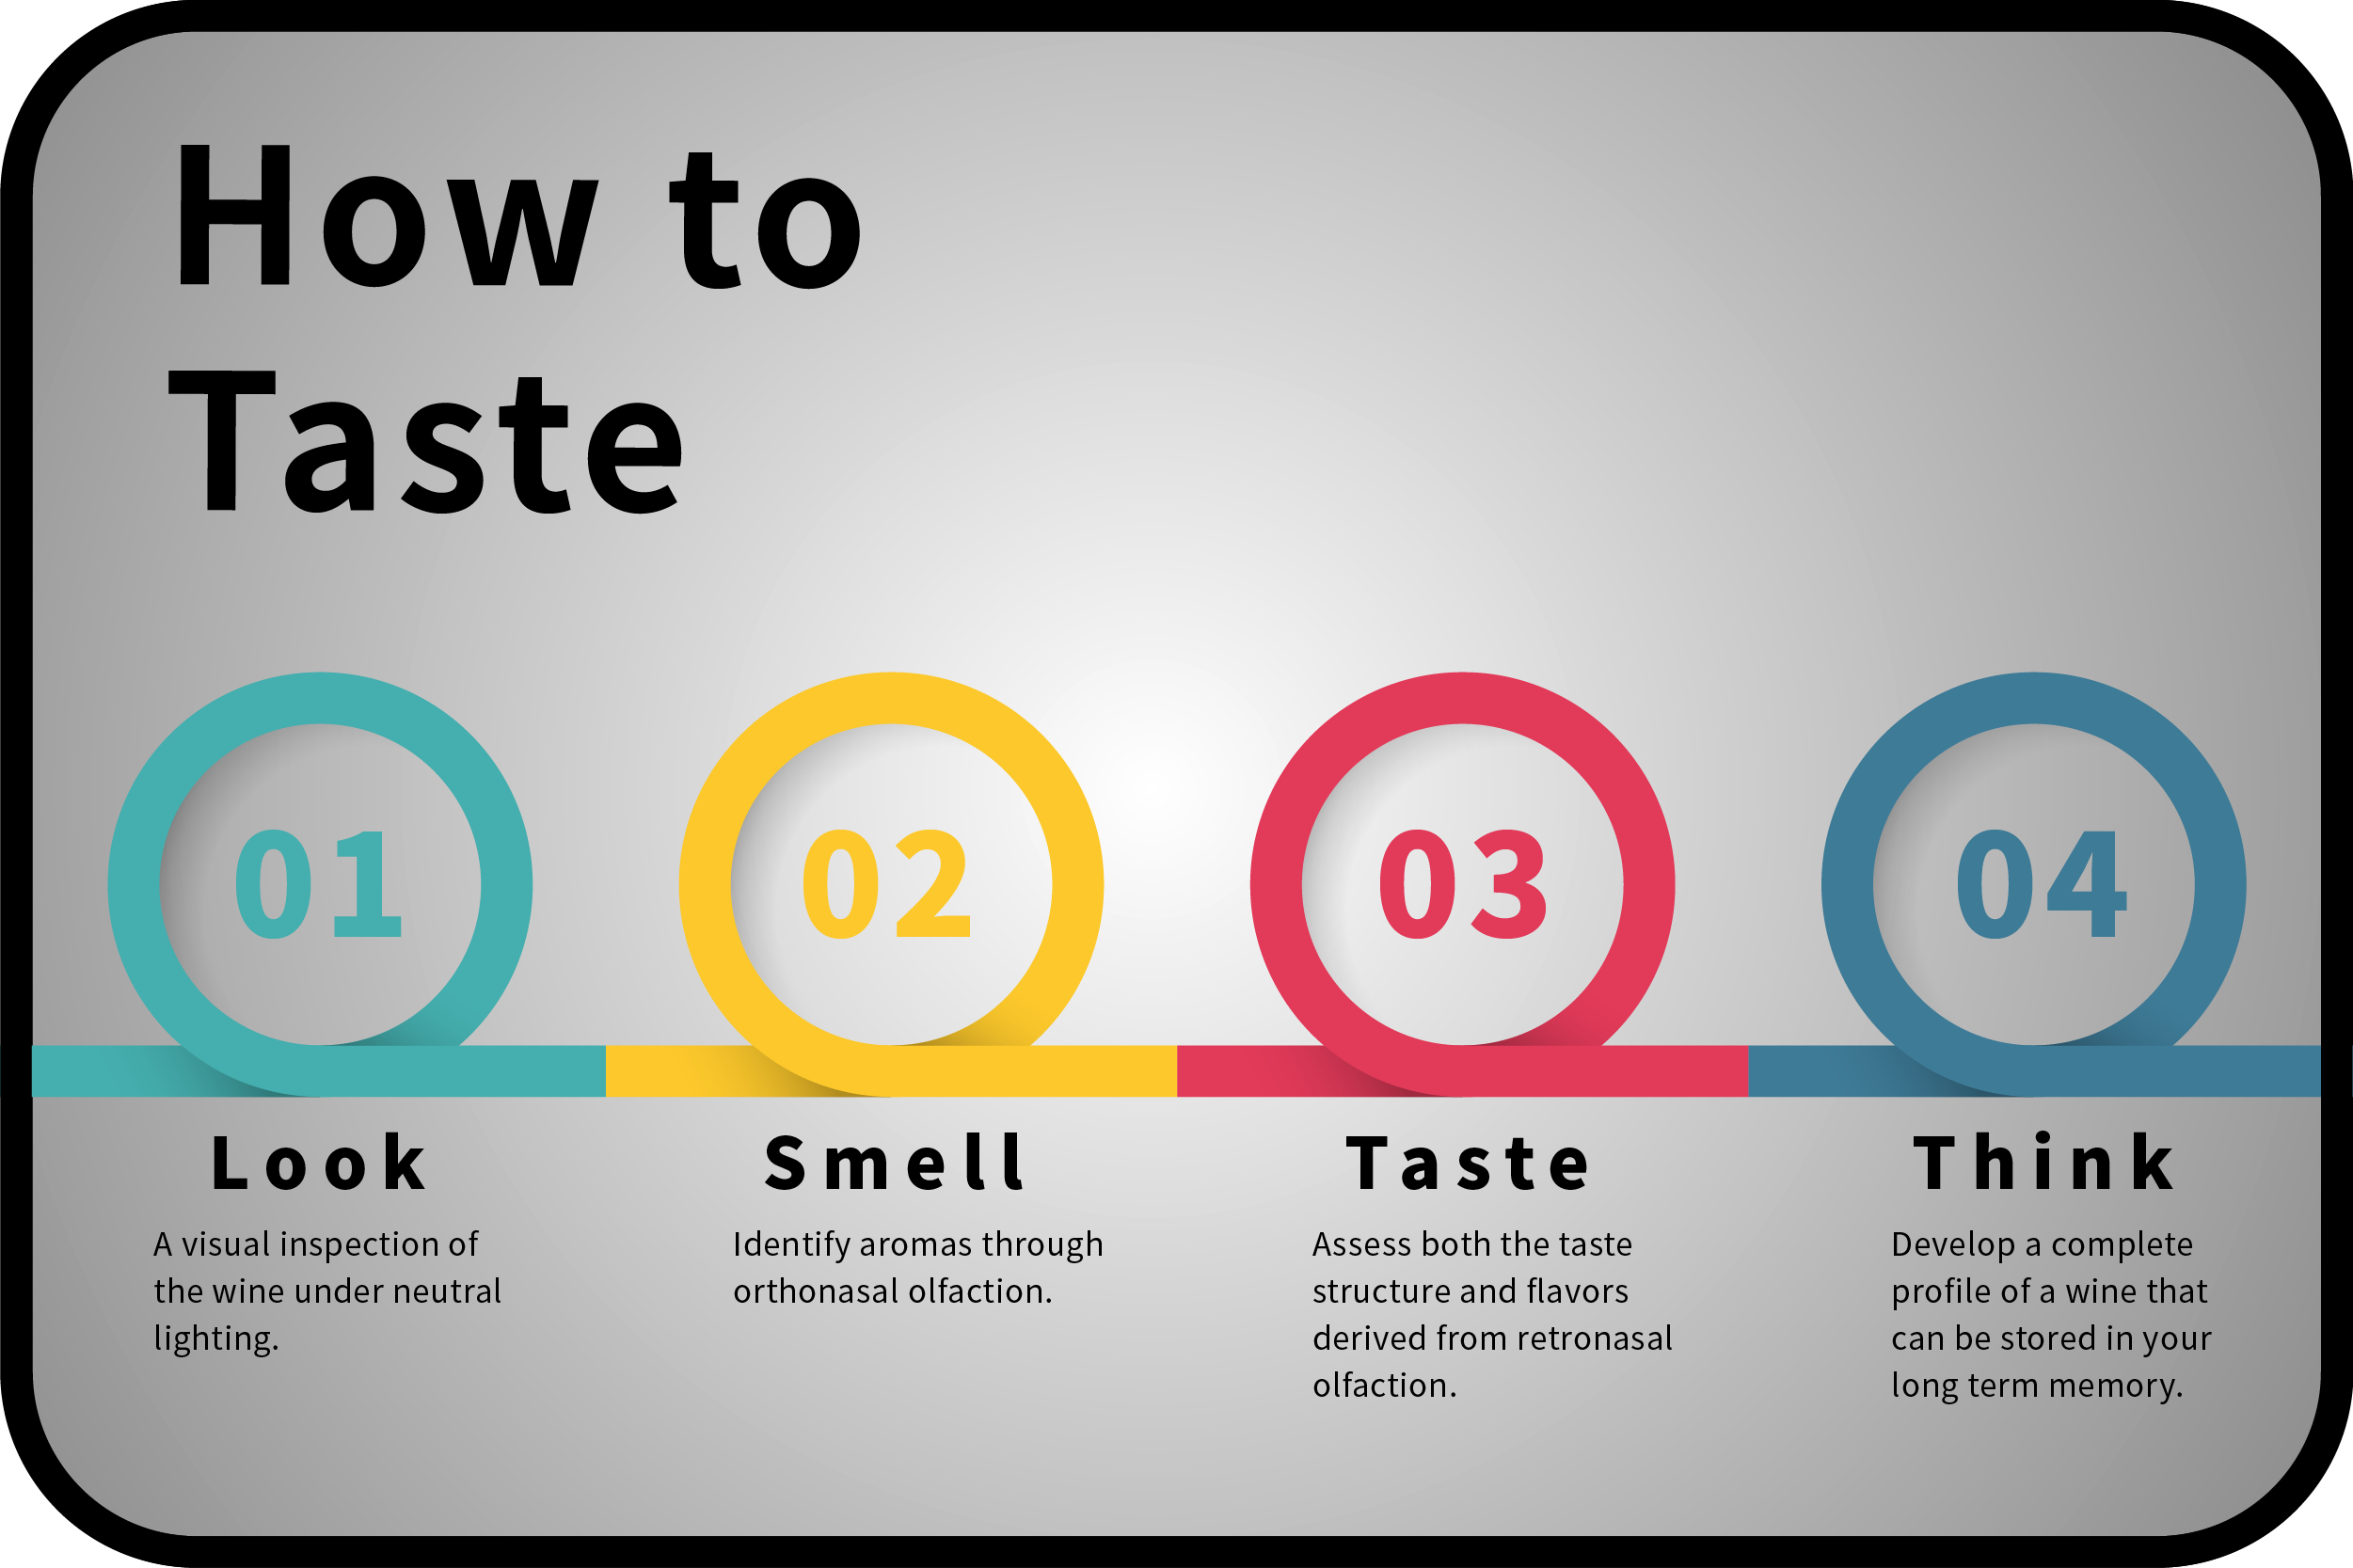 How to
Taste
01
02
03
04
Look
A visual inspection of
the wine under neutral
lighting.
Smell
Identify aromas through
orthonasal olfaction.
Taste
Assess both the taste
structure and flavors
derived from retronasal
olfaction.
Think
Develop a complete
profile of a wine that
can be stored in your
long term memory.